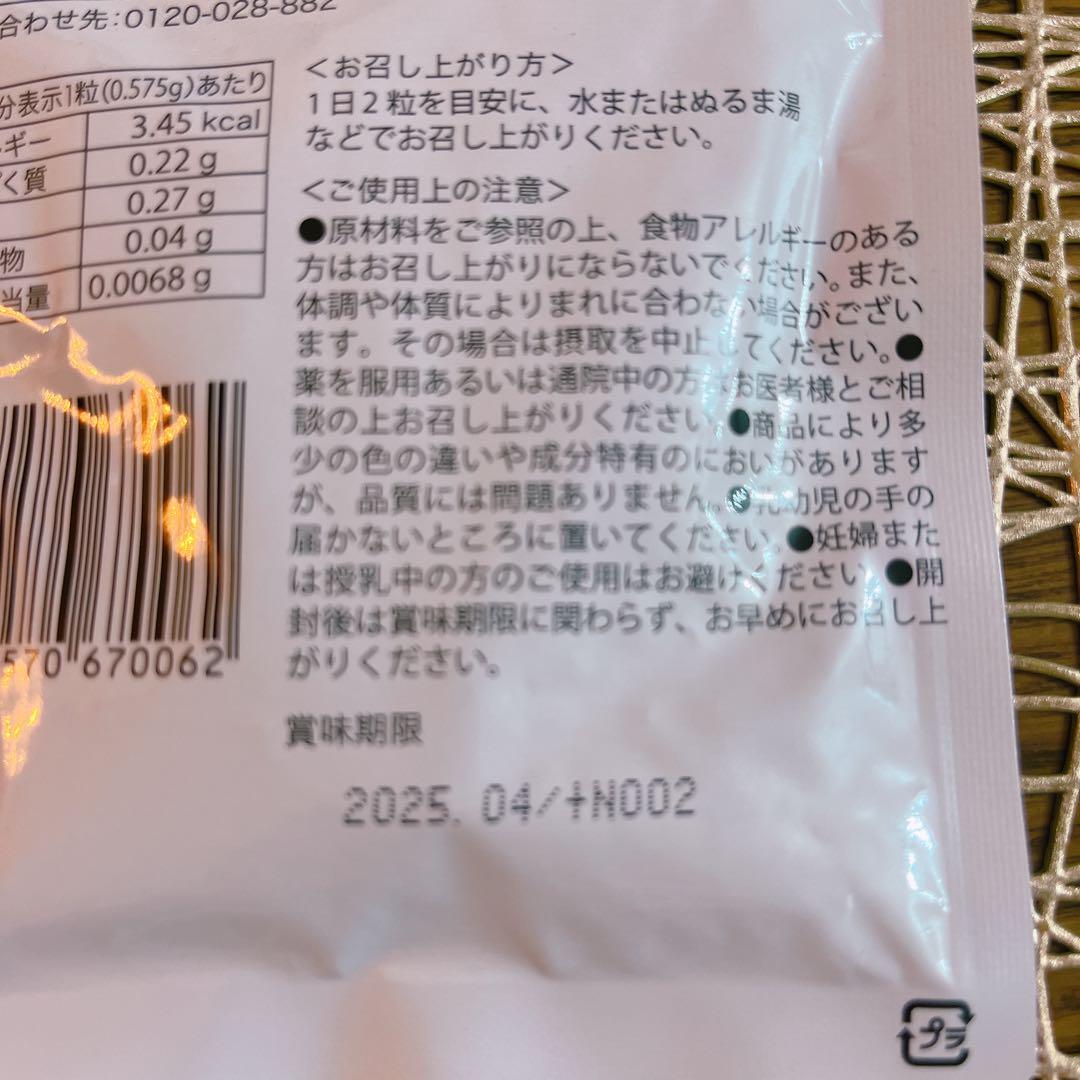 合わせ先:0120-028-882
分表示1粒(0.575g)あたり
ギー 3.45 kcal
く質 0.22 g
0.27 g
物 0.04 g
当量 0.0068 g
570 670062
＜お召し上がり方＞
1日2粒を目安に、水またはぬるま湯
などでお召し上がりください。
＜ご使用上の注意＞
●原材料をご参照の上、食物アレルギーのある
方はお召し上がりにならないでください。また、
体調や体質によりまれに合わない場合がござい
ます。その場合は摂取を中止してください。●
薬を服用あるいは通院中の方はお医者様とご相
談の上お召し上がりください。●商品により多
少の色の違いや成分特有のにおいがあります
が、品質には問題ありません。●乳幼児の手の
届かないところに置いてください。●妊婦また
は授乳中の方のご使用はお避けください。●開
封後は賞味期限に関わらず、お早めにお召し上
がりください。
賞味期限
2025. 04/+N002
プラ